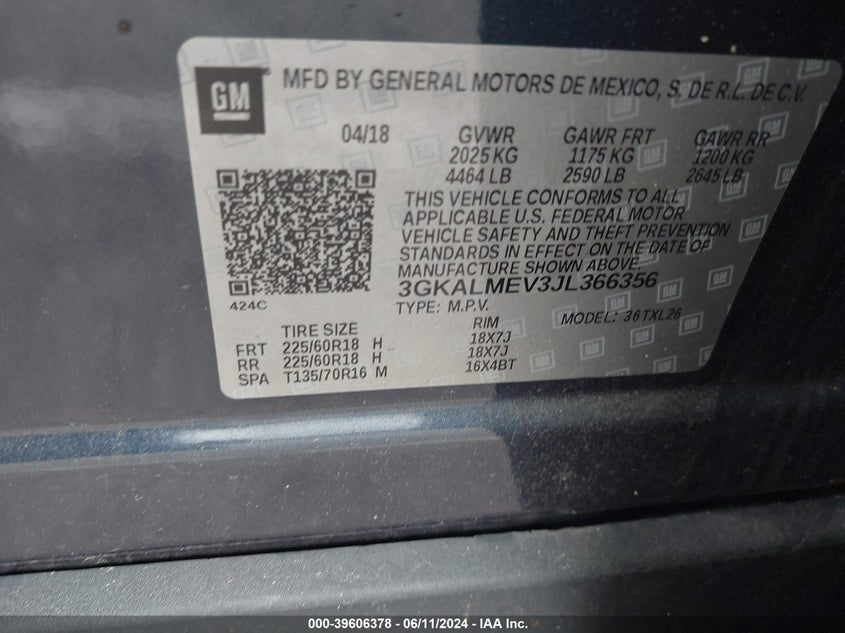 GM
MFD BY GENERAL MOTORS DE MEXICO, S. DE R.L. DE C.V.
04/18 GVWR GAWR FRT GAWR RR
2025 KG 1175 KG 1200 KG
4464 LB 2590 LB 2645 LB
THIS VEHICLE CONFORMS TO ALL
APPLICABLE U.S. FEDERAL MOTOR
VEHICLE SAFETY AND THEFT PREVENTION
STANDARDS IN EFFECT ON THE DATE OF
MANUFACTURE SHOWN ABOVE.
424C 3GKALMEV3JL366356
TYPE: M.P.V. MODEL: 36TXL26
TIRE SIZE RIM
FRT 225/60R18 H 18X7J
RR 225/60R18 H 18X7J
SPA T135/70R16 M 16X4BT
000-39606378 - 06/11/2024 - IAA Inc.